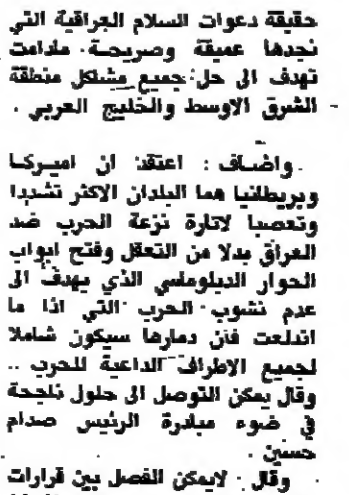 حقيقة دعوات السلام العراقية التي
نجدها عميقة وصريحة مادامت
تهدف الى حل جميع مشاكل منطقة
الشرق الاوسط والخليج العربي .
واضاف : اعتقد ان اميركا
وبريطانيا هما البلدان الاكثر تشددا
وتعصبا لاثارة نزعة الحرب ضد
العراق بدلا من التعقل وفتح ابواب
الحوار الدبلوماسي الذي يهدف الى
عدم نشوب الحرب التي اذا ما
اندلعت فان دمارها سيكون شاملا
لجميع الاطراف الداعية للحرب ..
وقال يمكن التوصل الى حلول ناجحة
في ضوء مبادرة الرئيس صدام
حسين .
وقال . لايمكن الفصل بين قرارات